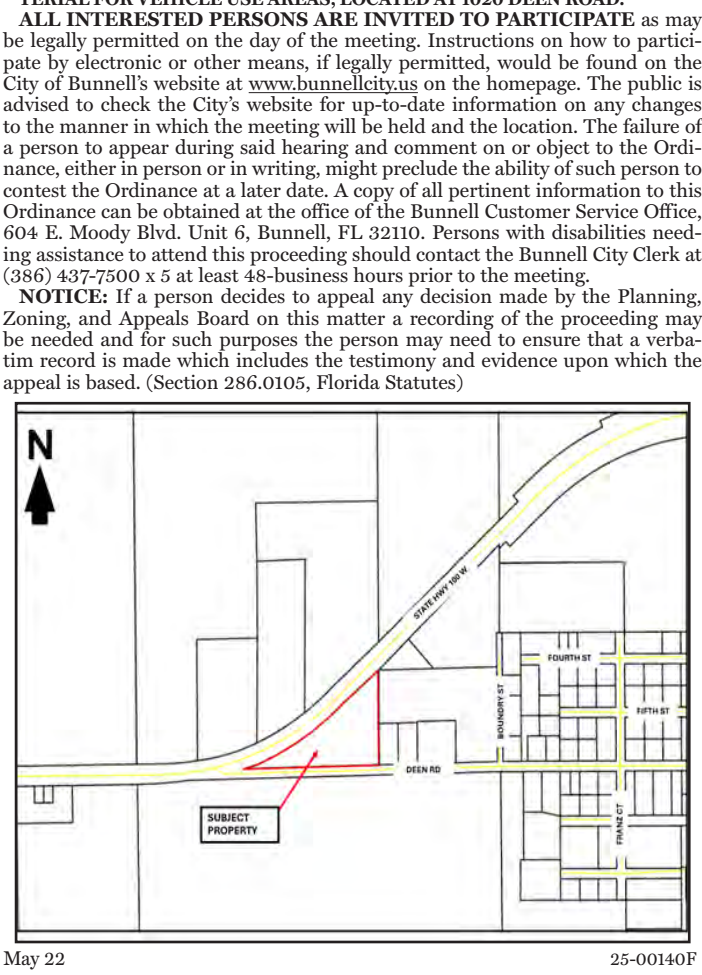 TERIAL FOR VEHICLE USE AREAS, LOCATED AT 1020 DEEN ROAD.
ALL INTERESTED PERSONS ARE INVITED TO PARTICIPATE as may
be legally permitted on the day of the meeting. Instructions on how to partici-
pate by electronic or other means, if legally permitted, would be found on the
City of Bunnell's website at www.bunnellcity.us on the homepage. The public is
advised to check the City's website for up-to-date information on any changes
to the manner in which the meeting will be held and the location. The failure of
a person to appear during said hearing and comment on or object to the Ordi-
nance, either in person or in writing, might preclude the ability of such person to
contest the Ordinance at a later date. A copy of all pertinent information to this
Ordinance can be obtained at the office of the Bunnell Customer Service Office,
604 E. Moody Blvd. Unit 6, Bunnell, FL 32110. Persons with disabilities need-
ing assistance to attend this proceeding should contact the Bunnell City Clerk at
(386) 437-7500 x 5 at least 48-business hours prior to the meeting.
NOTICE: If a person decides to appeal any decision made by the Planning,
Zoning, and Appeals Board on this matter a recording of the proceeding may
be needed and for such purposes the person may need to ensure that a verba-
tim record is made which includes the testimony and evidence upon which the
appeal is based. (Section 286.0105, Florida Statutes)
N
STATE HWY 100 W
FOURTH ST
BOUNDRY ST
FIFTH ST
DEEN RD
FRANZ CT
SUBJECT
PROPERTY
May 22
25-00140F